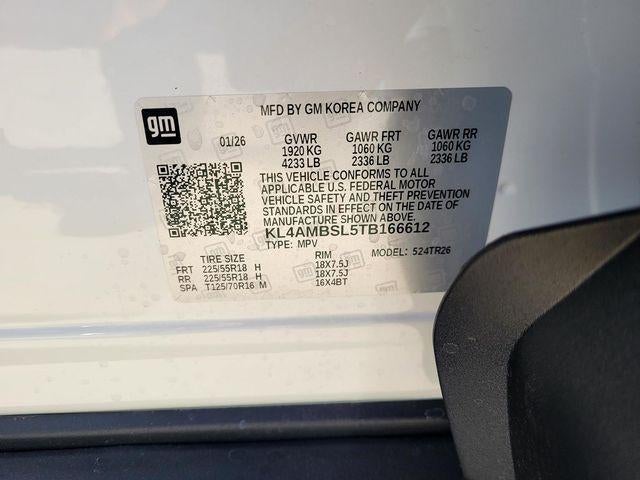 MFD BY GM KOREA COMPANY
gm
01/26 GVWR GAWR FRT GAWR RR
1920 KG 1060 KG 1060 KG
4233 LB 2336 LB 2336 LB
THIS VEHICLE CONFORMS TO ALL
APPLICABLE U.S. FEDERAL MOTOR
VEHICLE SAFETY AND THEFT PREVENTION
STANDARDS IN EFFECT ON THE DATE OF
MANUFACTURE SHOWN ABOVE.
KL4AMBSL5TB166612
TYPE: MPV MODEL: 524TR26
TIRE SIZE RIM
FRT 225/55R18 H 18X7.5J
RR 225/55R18 H 18X7.5J
SPA T125/70R16 M 16X4BT